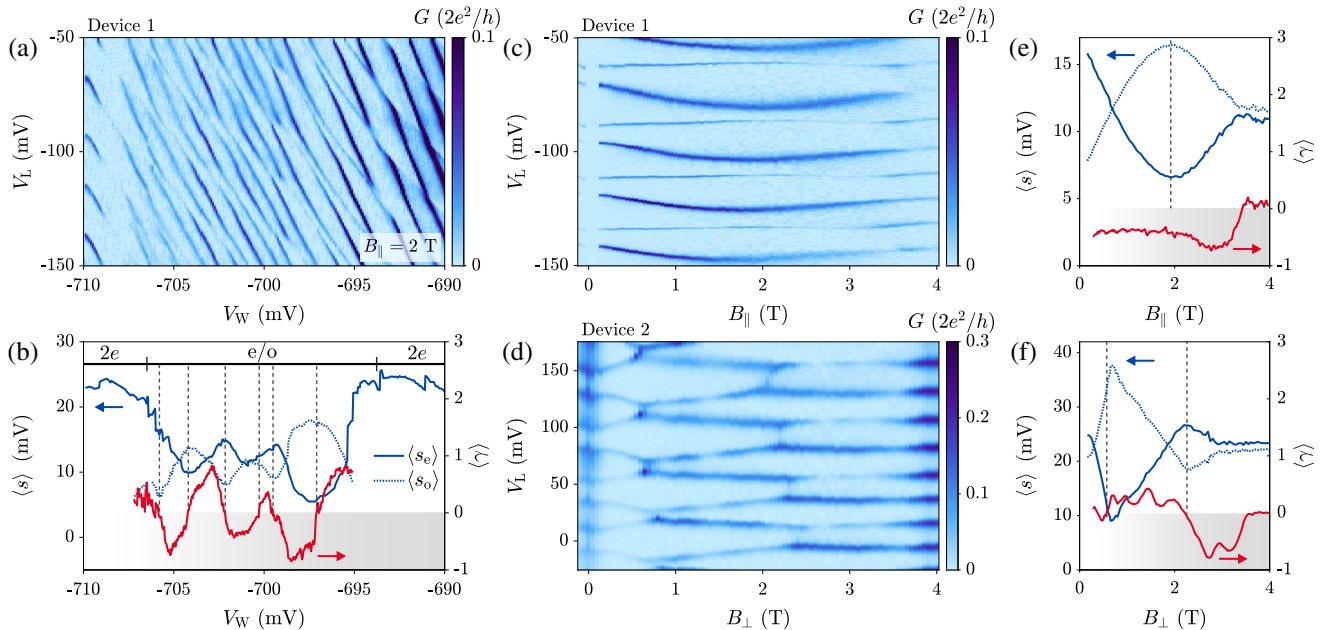 (a)
Device 1
G (2e²/h)
0.1
0
-50
-100
-150
V_L (mV)
B_∥ = 2 T
-710
-705
-700
-695
-690
V_W (mV)
(b)
2e
e/o
2e
30
20
10
0
⟨s⟩ (mV)
⟨s_e⟩
⟨s_o⟩
3
2
1
0
-1
⟨γ⟩
-710
-705
-700
-695
-690
V_W (mV)
(c)
Device 1
G (2e²/h)
0.1
0
-50
-100
-150
V_L (mV)
0
1
2
3
4
B_∥ (T)
(d)
Device 2
G (2e²/h)
0.3
0.2
0.1
0
150
100
50
0
V_L (mV)
0
1
2
3
4
B_⊥ (T)
(e)
15
10
5
0
⟨s⟩ (mV)
3
2
1
0
-1
⟨γ⟩
0
2
4
B_∥ (T)
(f)
40
30
20
10
0
⟨s⟩ (mV)
3
2
1
0
-1
⟨γ⟩
0
2
4
B_⊥ (T)